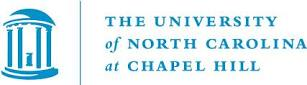 THE UNIVERSITY
of NORTH CAROLINA
at CHAPEL HILL